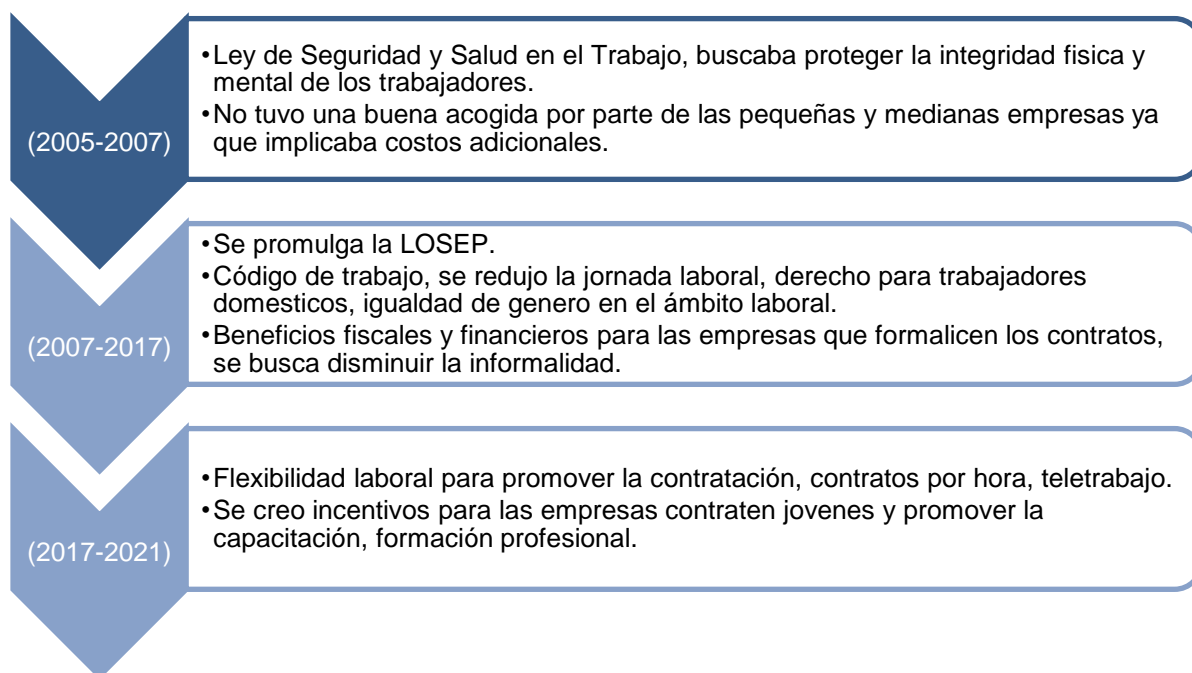 (2005-2007)
•Ley de Seguridad y Salud en el Trabajo, buscaba proteger la integridad fisica y
mental de los trabajadores.
•No tuvo una buena acogida por parte de las pequeñas y medianas empresas ya
que implicaba costos adicionales.
(2007-2017)
•Se promulga la LOSEP.
•Código de trabajo, se redujo la jornada laboral, derecho para trabajadores
domesticos, igualdad de genero en el ámbito laboral.
•Beneficios fiscales y financieros para las empresas que formalicen los contratos,
se busca disminuir la informalidad.
(2017-2021)
•Flexibilidad laboral para promover la contratación, contratos por hora, teletrabajo.
•Se creo incentivos para las empresas contraten jovenes y promover la
capacitación, formación profesional.